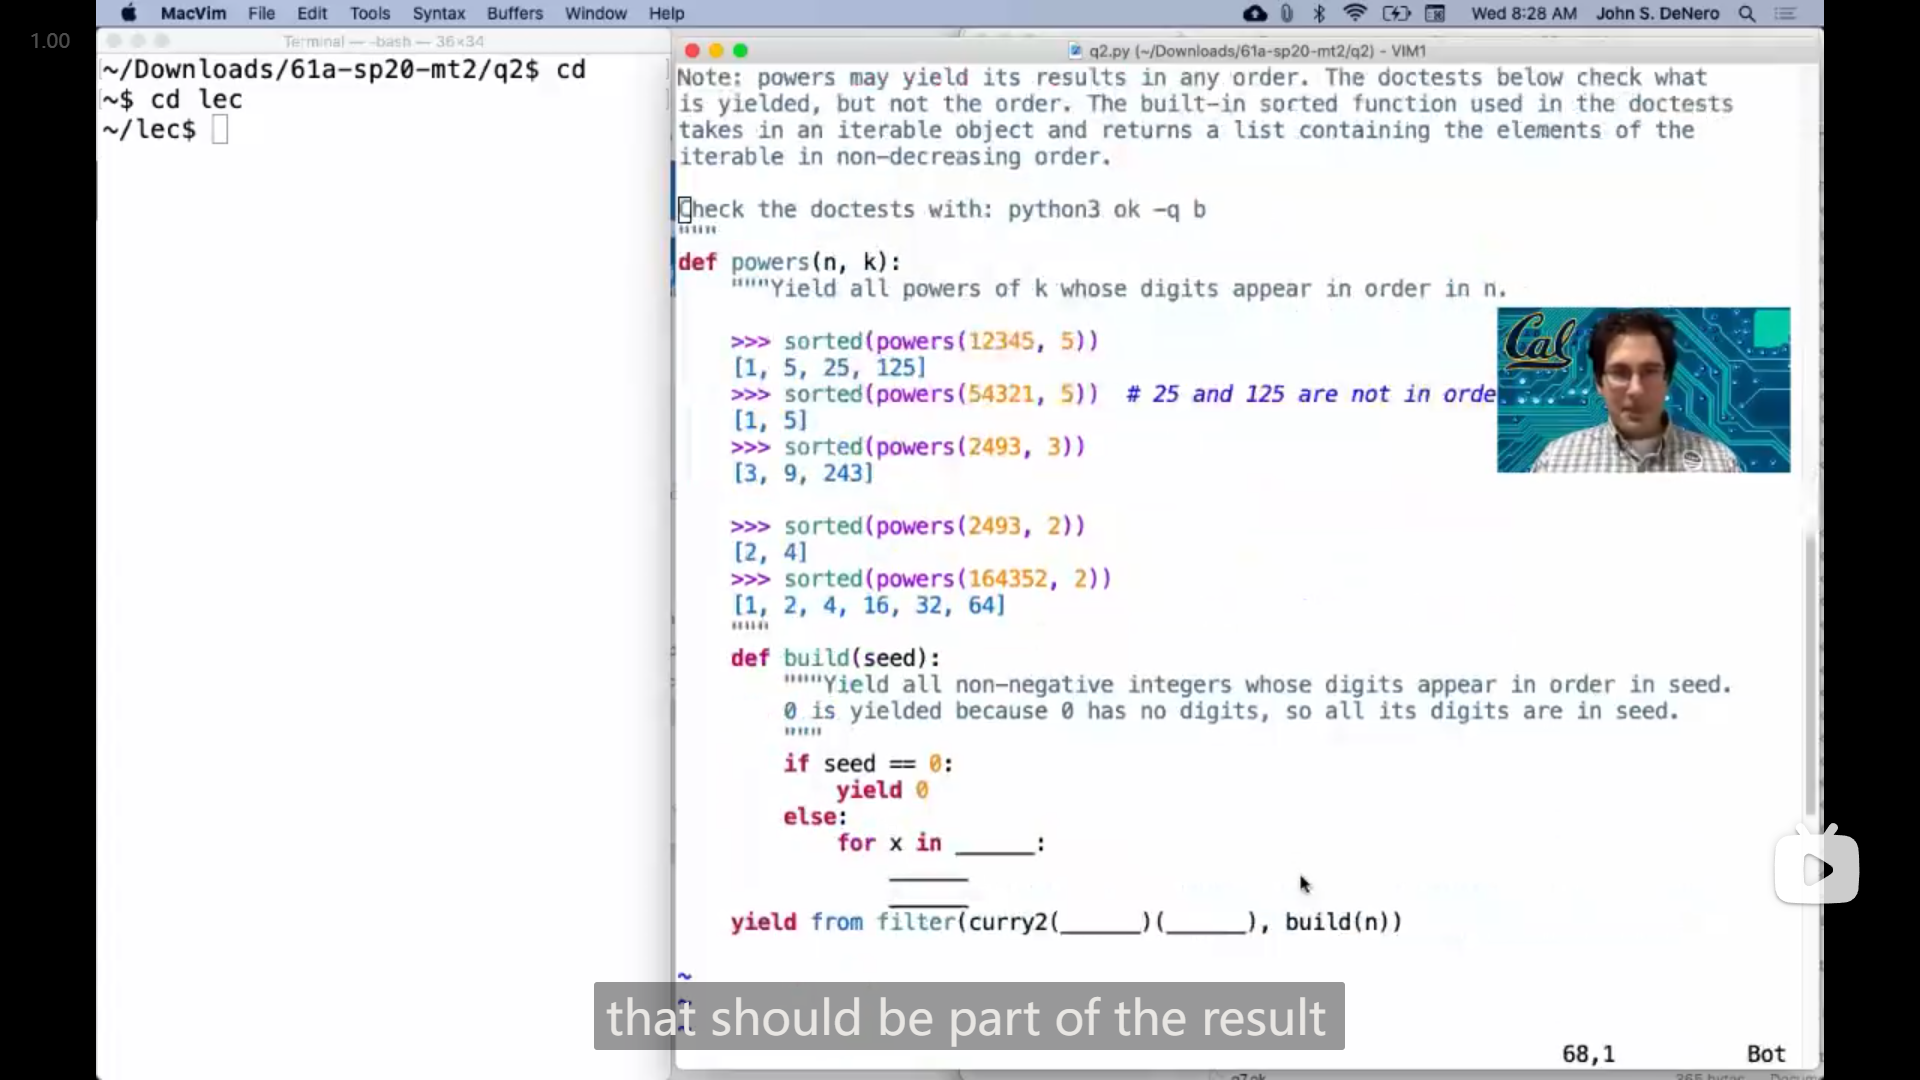 1.00
MacVim File Edit Tools Syntax Buffers Window Help Wed 8:28 AM John S. DeNero
Terminal — -bash — 36×34
~/Downloads/61a-sp20-mt2/q2$ cd
~$ cd lec
~/lec$
q2.py (~/Downloads/61a-sp20-mt2/q2) - VIM1
Note: powers may yield its results in any order. The doctests below check what
is yielded, but not the order. The built-in sorted function used in the doctests
takes in an iterable object and returns a list containing the elements of the
iterable in non-decreasing order.
Check the doctests with: python3 ok -q b
"""
def powers(n, k):
"""Yield all powers of k whose digits appear in order in n.
>>> sorted(powers(12345, 5))
[1, 5, 25, 125]
>>> sorted(powers(54321, 5))  # 25 and 125 are not in orde
[1, 5]
>>> sorted(powers(2493, 3))
[3, 9, 243]
>>> sorted(powers(2493, 2))
[2, 4]
>>> sorted(powers(164352, 2))
[1, 2, 4, 16, 32, 64]
"""
Cal
def build(seed):
"""Yield all non-negative integers whose digits appear in order in seed.
0 is yielded because 0 has no digits, so all its digits are in seed.
"""
if seed == 0:
yield 0
else:
for x in ______:
______
______
yield from filter(curry2(______)(______), build(n))
~
~
~
that should be part of the result
68,1 Bot